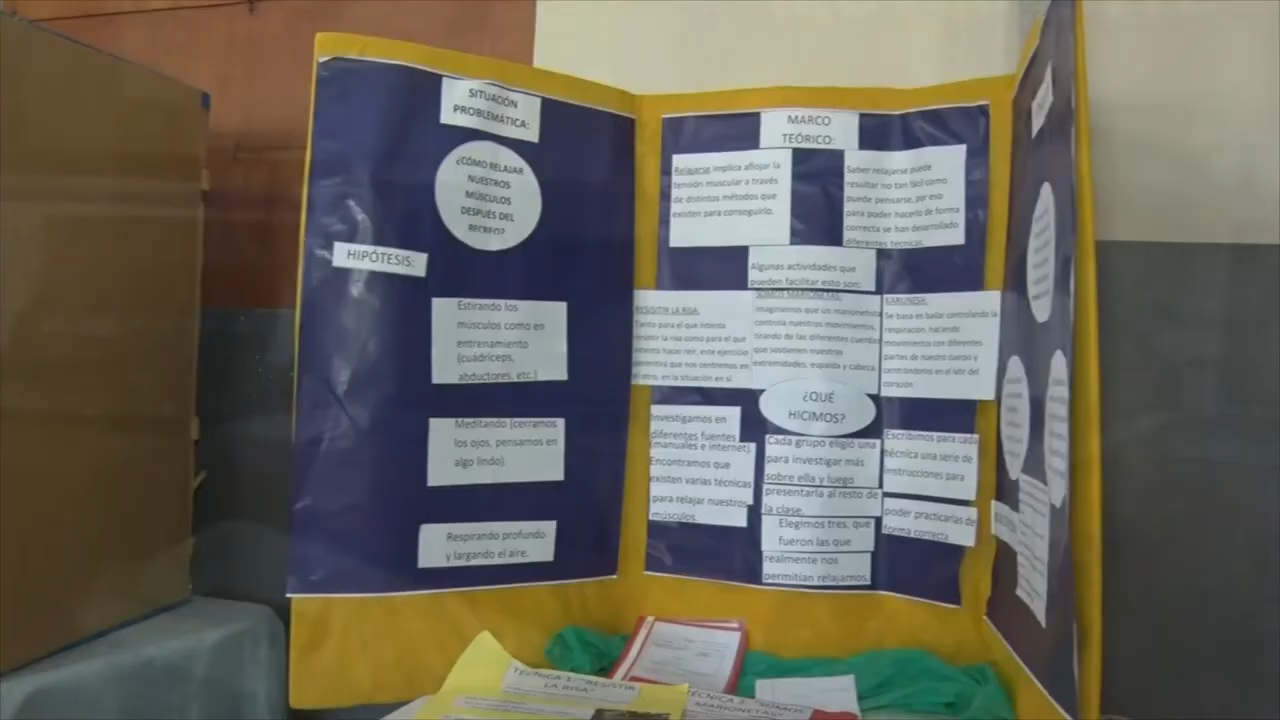 SITUACIÓN
PROBLEMÁTICA:
¿CÓMO RELAJAR
NUESTROS
MÚSCULOS
DESPUÉS DEL
RECREO?
HIPÓTESIS:
Estirando los
músculos como en
entrenamiento
(cuádriceps,
abductores, etc.)
Meditando (cerramos
los ojos, pensamos en
algo lindo).
Respirando profundo
y largando el aire.
MARCO
TEÓRICO:
Relajarse implica aflojar la
tensión muscular a través
de distintos métodos que
existen para conseguirlo.
Saber relajarse puede
resultar no tan fácil como
puede pensarse, por eso
para poder hacerlo de forma
correcta se han desarrollado
diferentes técnicas.
Algunas actividades que
pueden facilitar esto son:
RESISTIR LA RISA.
Tanto para el que intenta
resistir la risa como para el que
intenta hacer reír, este ejercicio
permitirá que nos centremos en
el otro, en la situación en sí
SOMOS MARIONETAS:
Imaginemos que un marionetista
controla nuestros movimientos,
tirando de las diferentes cuerdas
que sostienen nuestras
extremidades, espalda y cabeza.
KARUNESH:
Se basa en bailar controlando la
respiración, haciendo
movimientos con diferentes
partes de nuestro cuerpo y
centrándonos en el latir del
corazón
¿QUÉ
HICIMOS?
Investigamos en
diferentes fuentes
(manuales e internet).
Encontramos que
existen varias técnicas
para relajar nuestros
músculos.
Cada grupo eligió una
para investigar más
sobre ella y luego
presentarla al resto de
la clase.
Elegimos tres, que
fueron las que
realmente nos
permitían relajarnos.
Escribimos para cada
técnica una serie de
instrucciones para
poder practicarlas de
forma correcta
TÉCNICA 1: "RESISTIR
LA RISA"
TÉCNICA 2: "SOMOS
MARIONETAS"